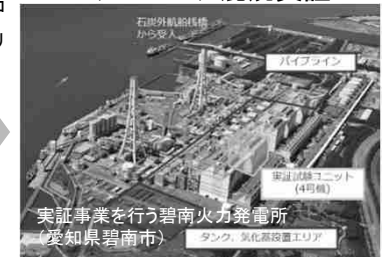 石炭外航船桟橋
から受入
パイプライン
実証試験ユニット
(4号機)
実証事業を行う碧南火力発電所
(愛知県碧南市)
タンク、気化器設置エリア